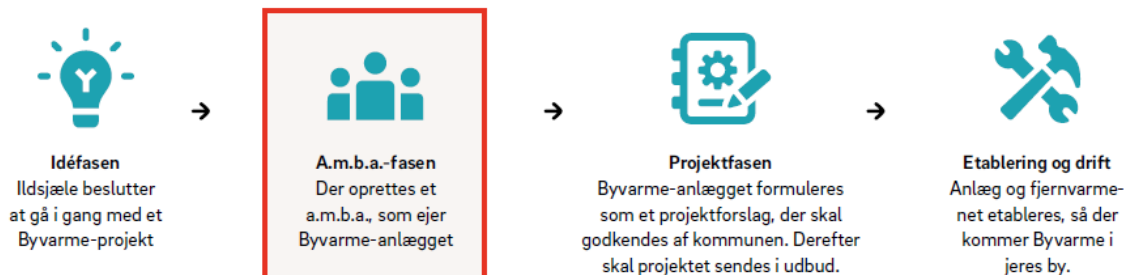 Idéfasen
Ildsjæle beslutter
at gå i gang med et
Byvarme-projekt
A.m.b.a.-fasen
Der oprettes et
a.m.b.a., som ejer
Byvarme-anlægget
Projektfasen
Byvarme-anlægget formuleres
som et projektforslag, der skal
godkendes af kommunen. Derefter
skal projektet sendes i udbud.
Etablering og drift
Anlæg og fjernvarme-
net etableres, så der
kommer Byvarme i
jeres by.